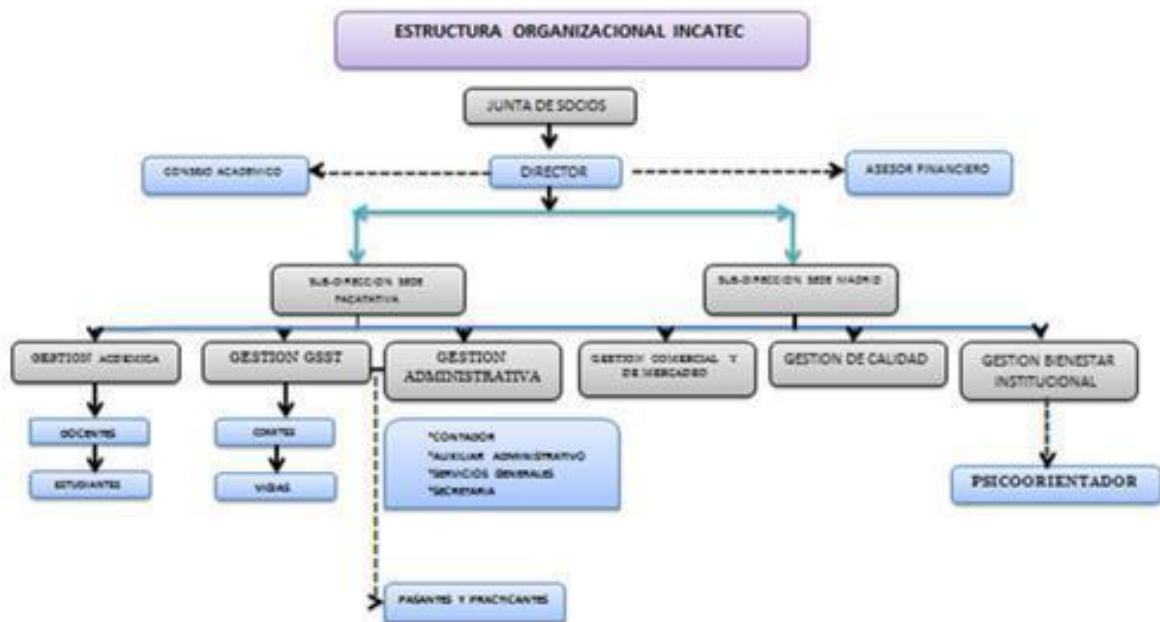 ESTRUCTURA ORGANIZACIONAL INCATEC
JUNTA DE SOCIOS
CONSEJO ACADEMICO
DIRECTOR
ASESOR FINANCIERO
SUB-DIRECCION SEDE
FACATATIVA
SUB-DIRECCION SEDE MADRID
GESTION
GESTION GSST
GESTION
ADMINISTRATIVA
GESTION COMERCIAL Y
DE MERCADEO
GESTION DE CALIDAD
GESTION BIENESTAR
INSTITUCIONAL
DOCENTES
ESTUDIANTES
COMITES
VIGIAS
*CONTADOR
*AUXILIAR ADMINISTRATIVO
*SERVICIOS GENERALES
*SECRETARIA
PSICOORIENTADOR
PASANTES Y PRACTICANTES